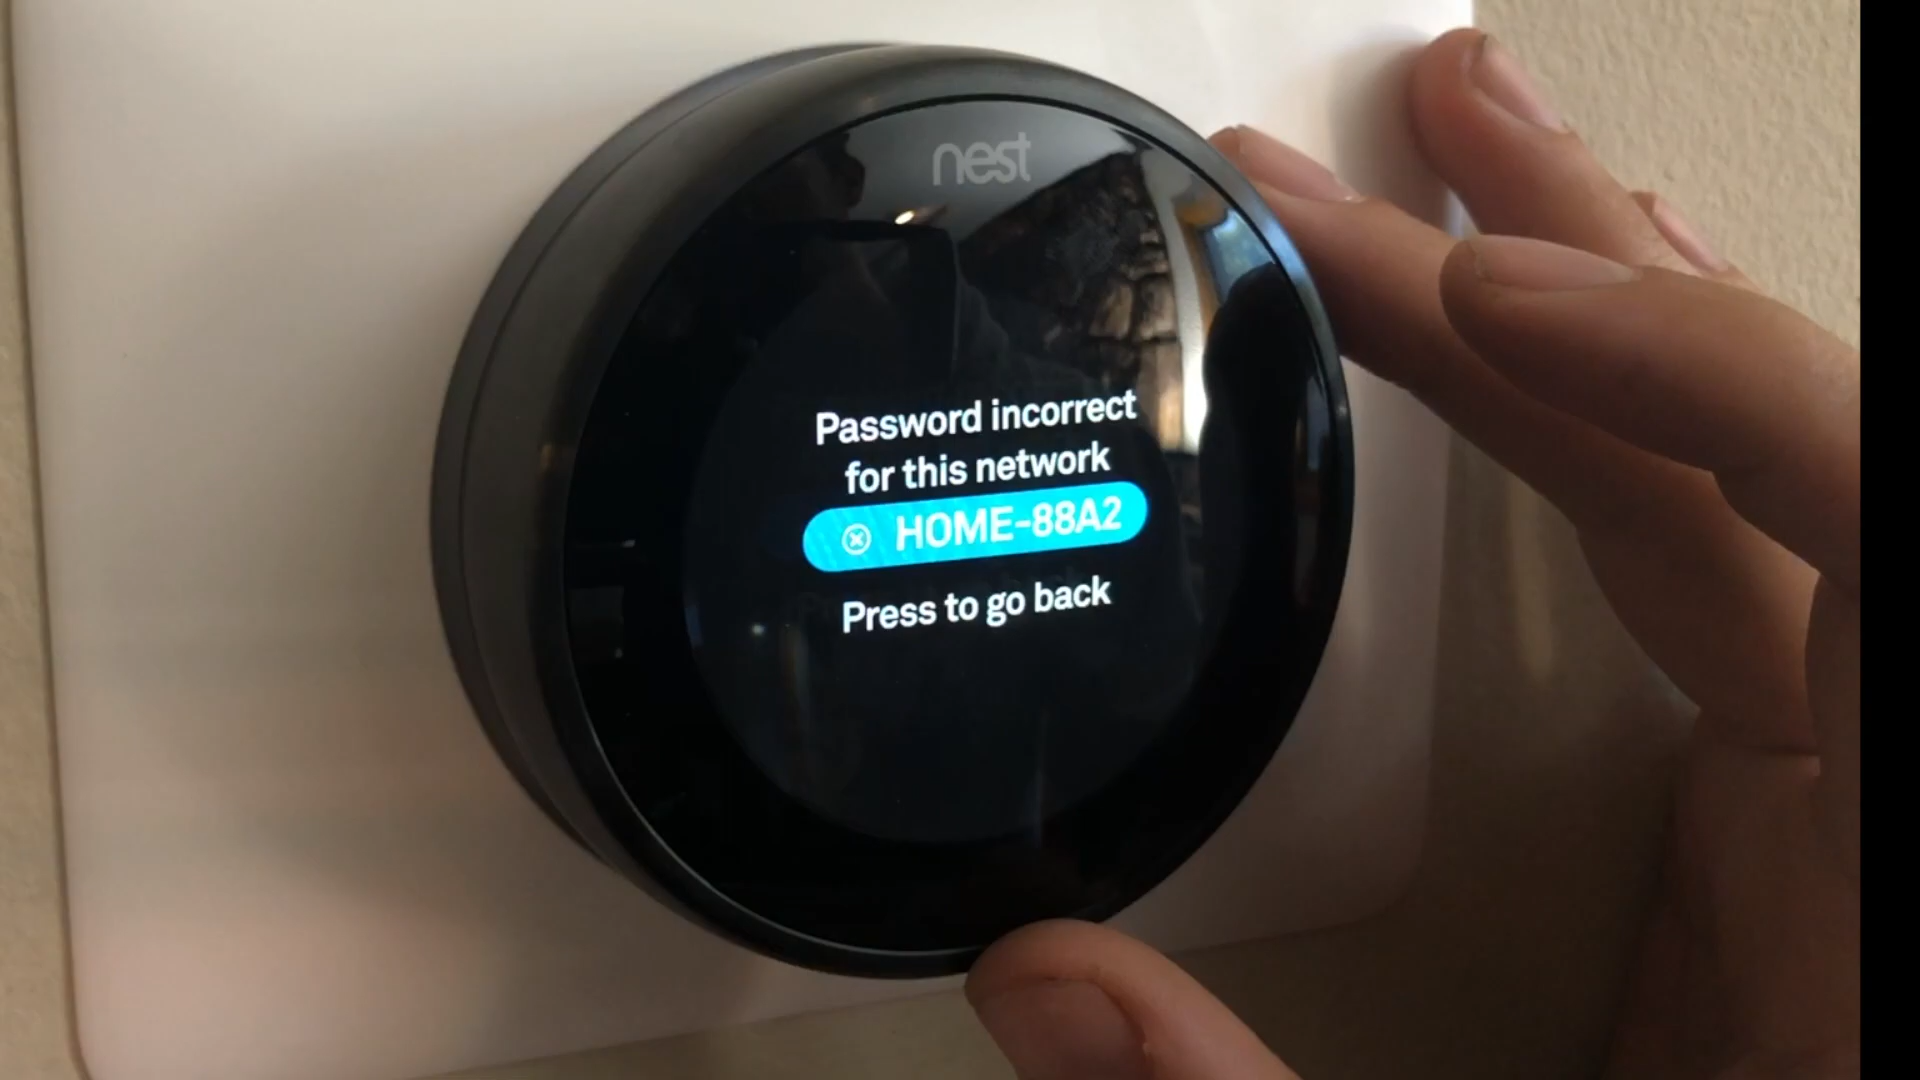 nest
Password incorrect
for this network
HOME-88A2
Press to go back